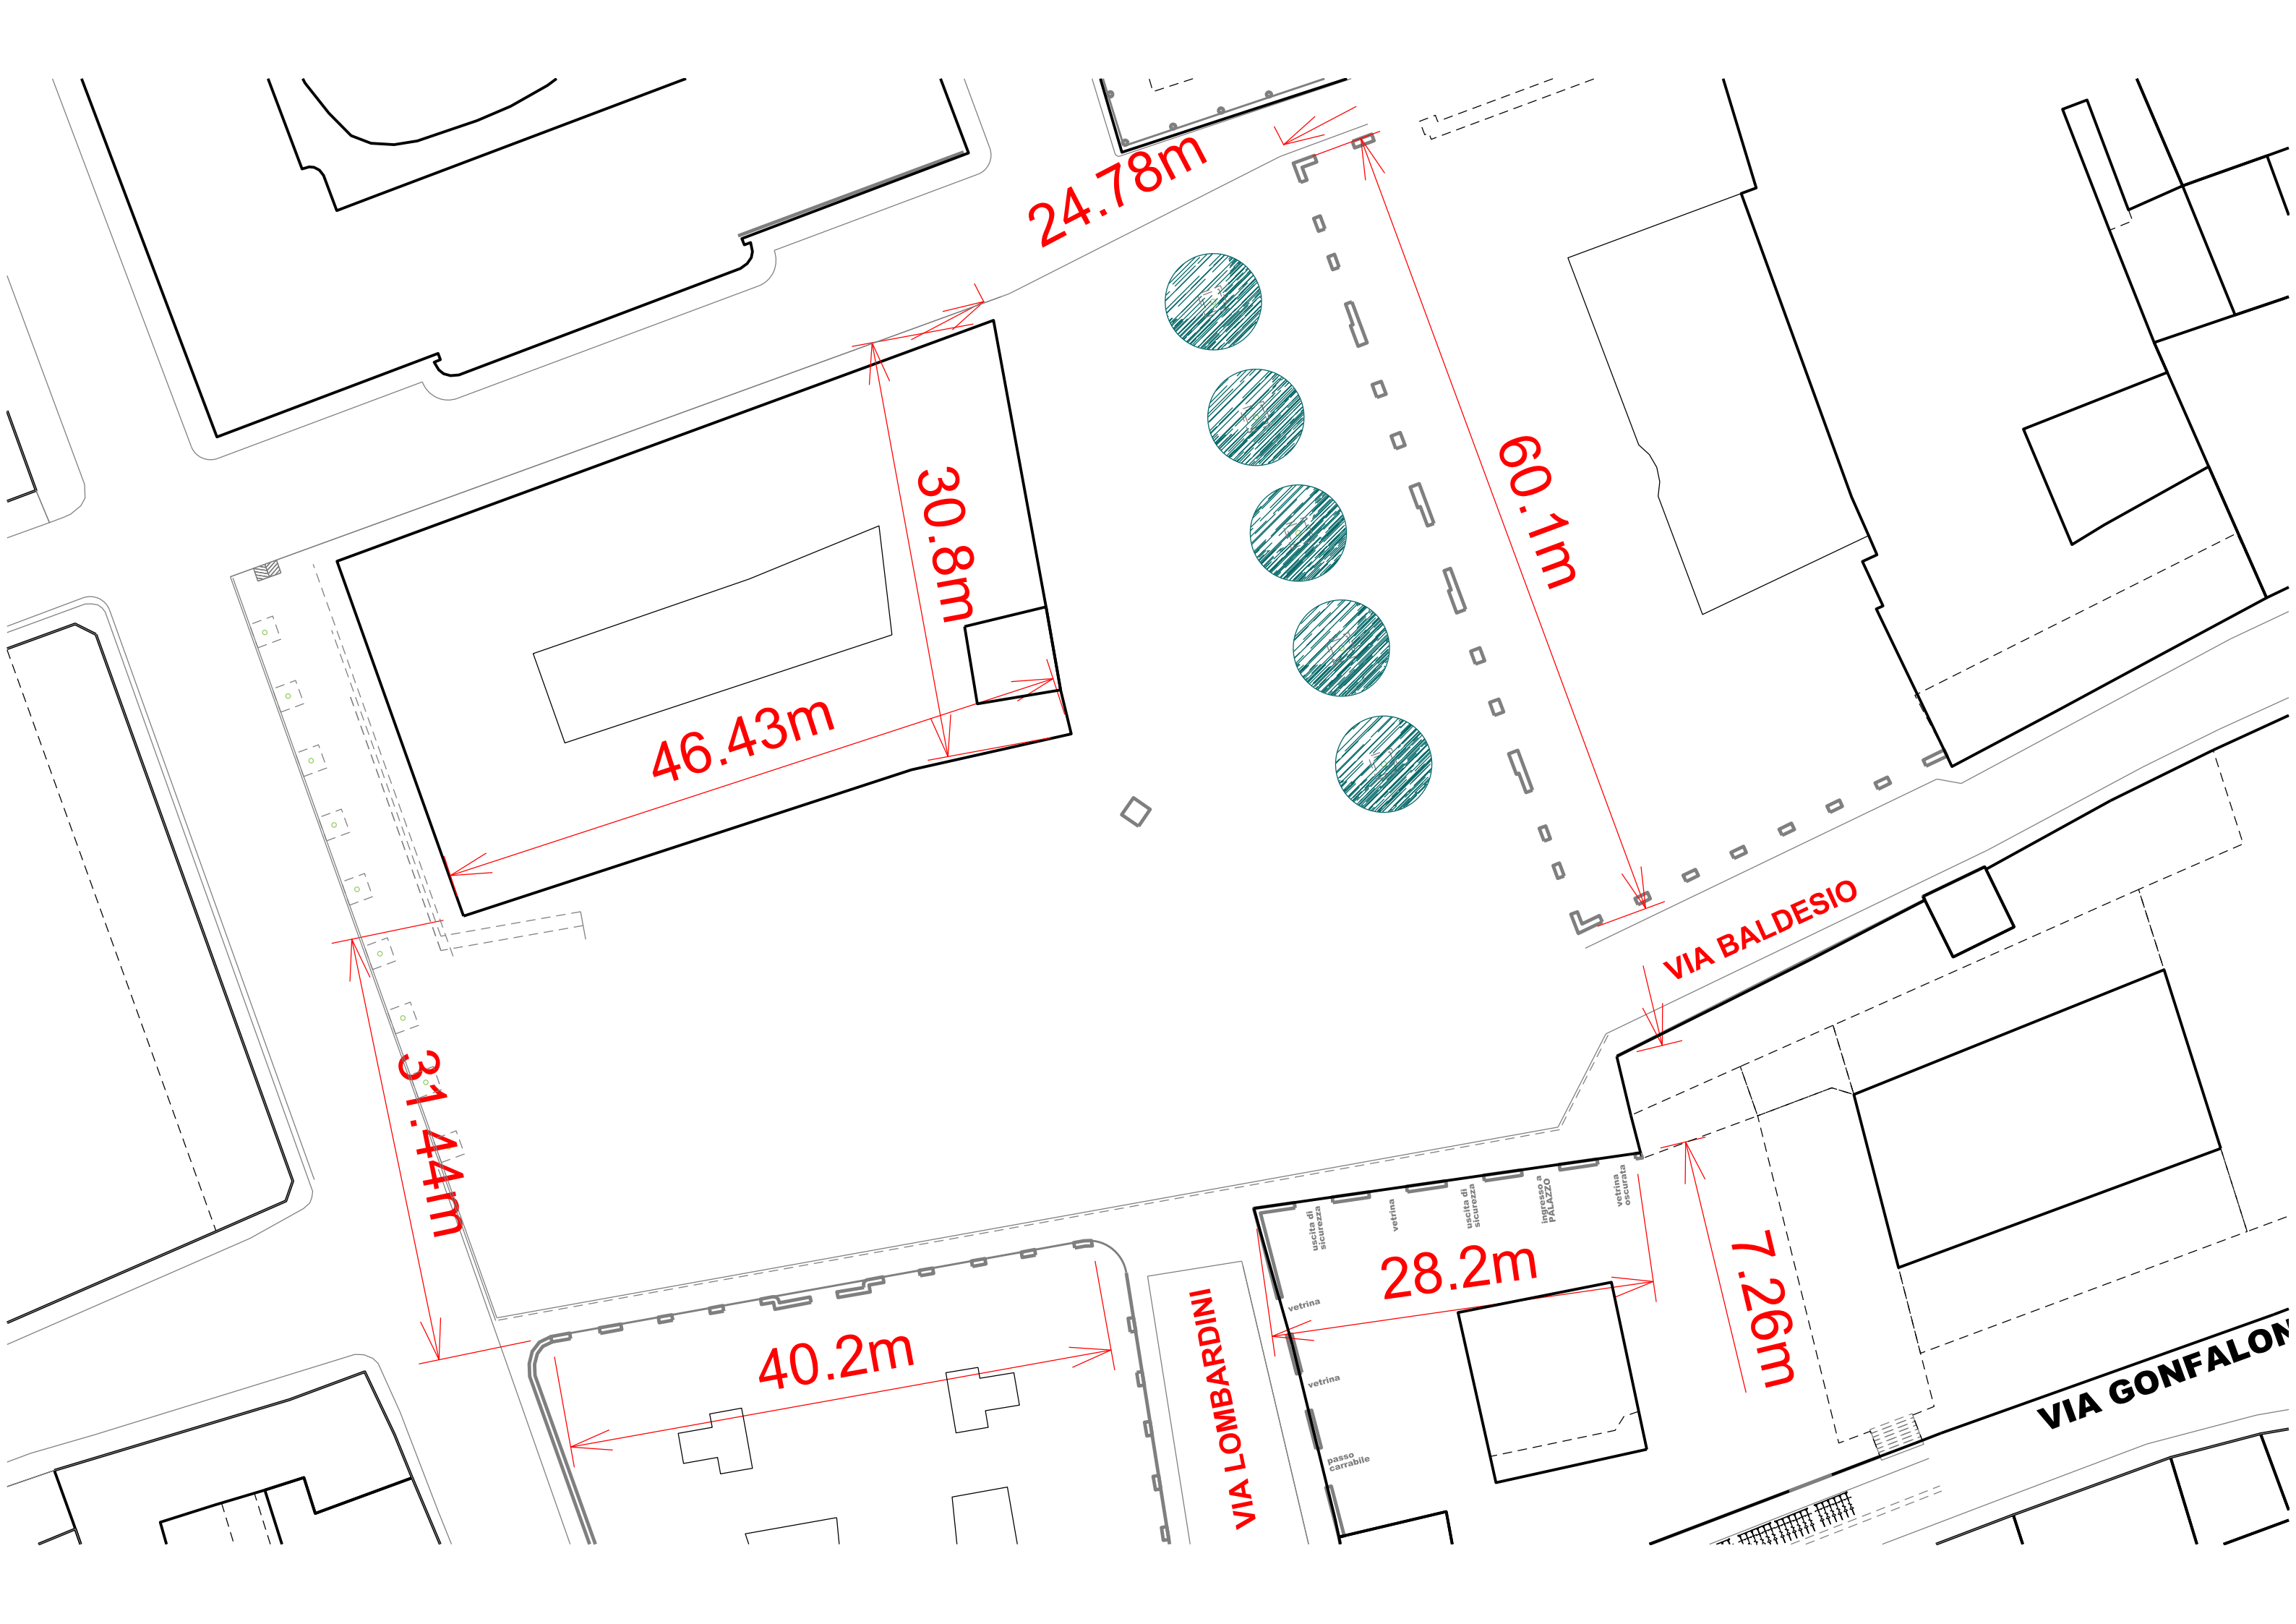 24.78m
60.1m
30.8m
46.43m
VIA BALDESIO
31.44m
uscita di
sicurezza
vetrina
uscita di
sicurezza
ingresso a
PALAZZO
vetrina
oscurata
28.2m
7.26m
vetrina
40.2m
VIA LOMBARDINI
vetrina
passo
carrabile
VIA GONFALON